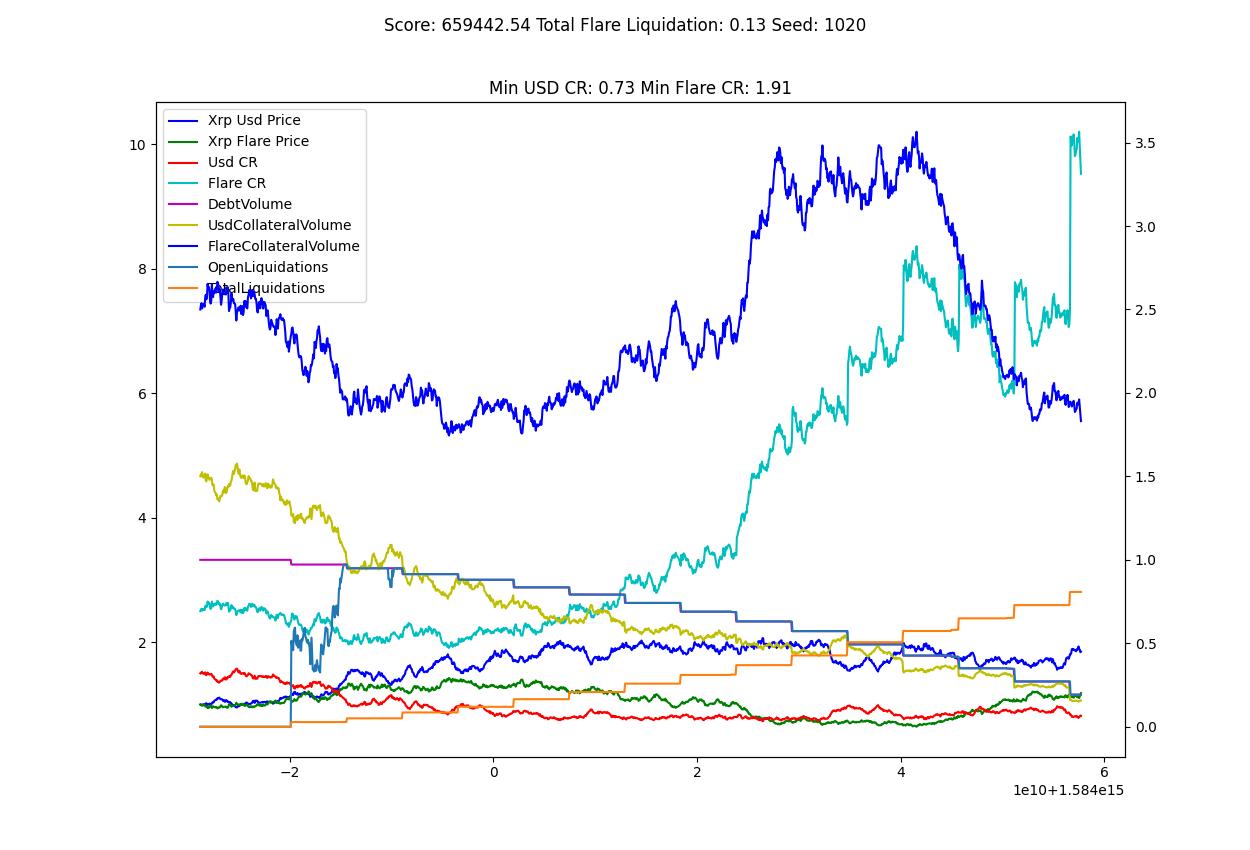 Score: 659442.54 Total Flare Liquidation: 0.13 Seed: 1020
Min USD CR: 0.73 Min Flare CR: 1.91
Xrp Usd Price
Xrp Flare Price
Usd CR
Flare CR
DebtVolume
UsdCollateralVolume
FlareCollateralVolume
OpenLiquidations
TotalLiquidations
10
8
6
4
2
3.5
3.0
2.5
2.0
1.5
1.0
0.5
0.0
−2 0 2 4 6
1e10+1.584e15